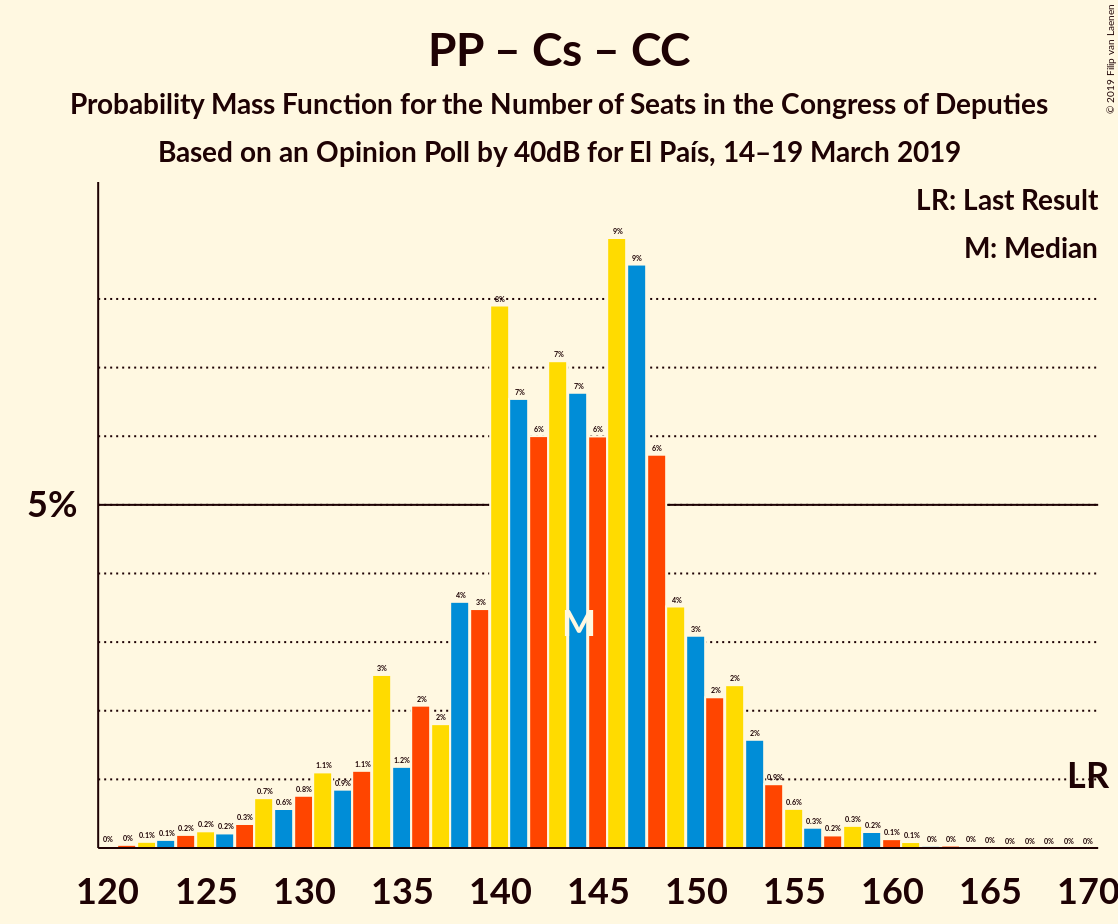 PP – Cs – CC
Probability Mass Function for the Number of Seats in the Congress of Deputies
Based on an Opinion Poll by 40dB for El País, 14–19 March 2019
© 2019 Filip van Laenen
LR: Last Result
M: Median
5%
0% 0% 0.1% 0.1% 0.2% 0.2% 0.2% 0.3% 0.7% 0.6% 0.8% 1.1% 0.9% 1.1% 3% 1.2% 2% 2% 4% 3% 8% 7% 6% 7% 7% 6% 9% 9% 6% 4% 3% 2% 2% 2% 0.9% 0.6% 0.3% 0.2% 0.3% 0.2% 0.1% 0.1% 0% 0% 0% 0% 0% 0% 0% 0% 0%
M
LR
120 125 130 135 140 145 150 155 160 165 170